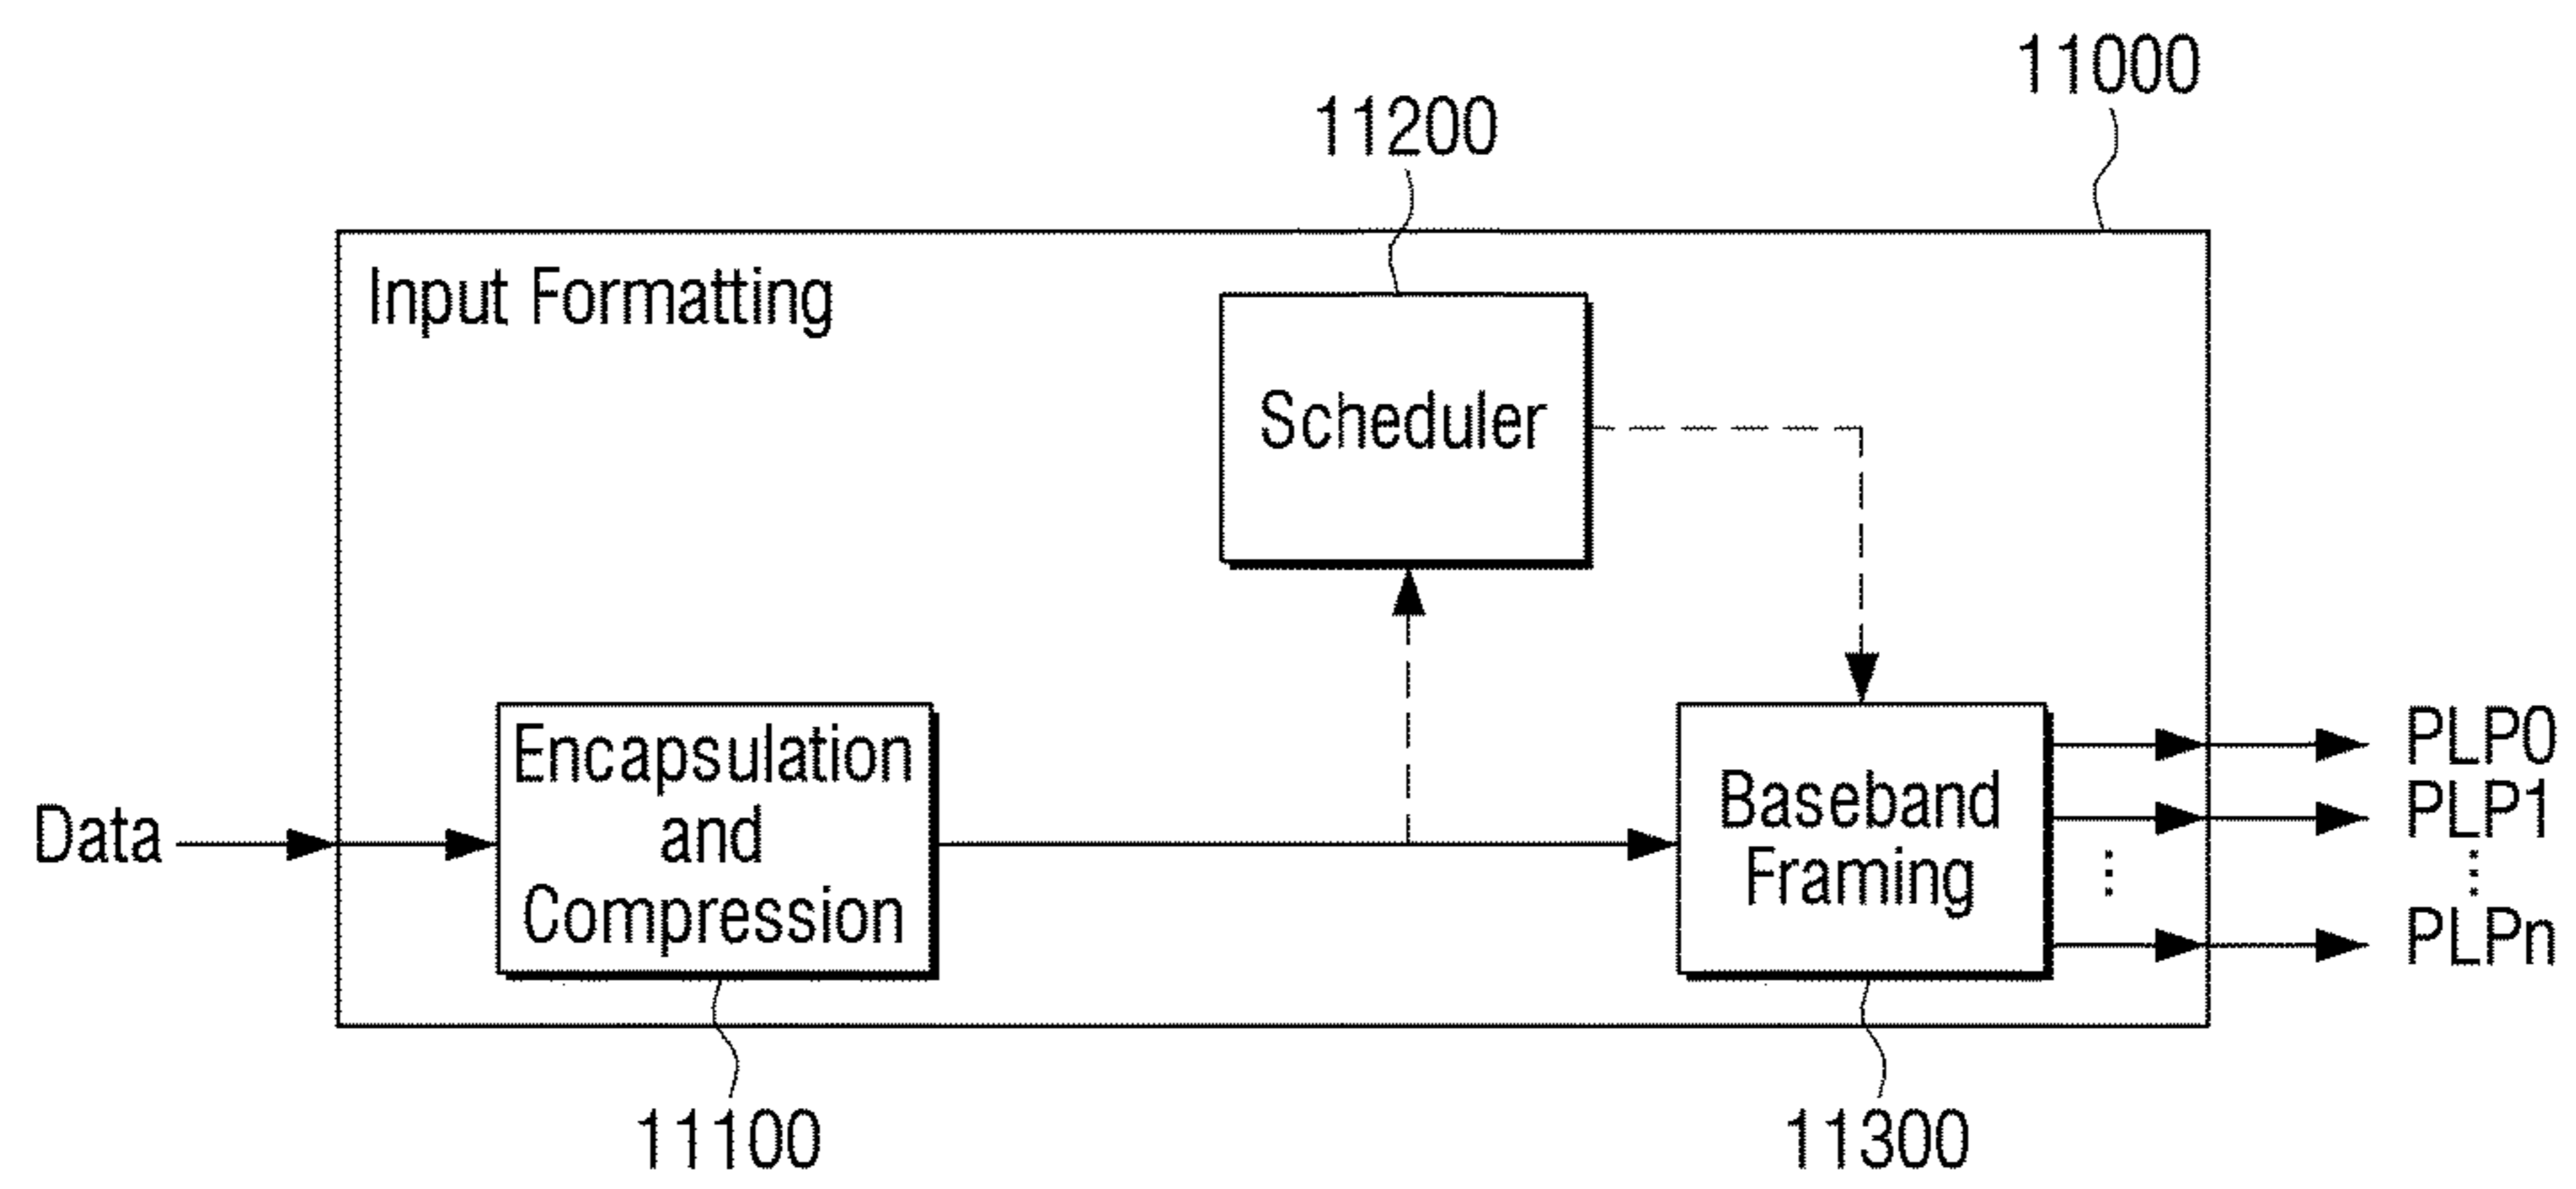 11000
11200
Input Formatting
Scheduler
Encapsulation
and
Compression
Data
Baseband
Framing
PLP0
PLP1
⋮
PLPn
11100
11300